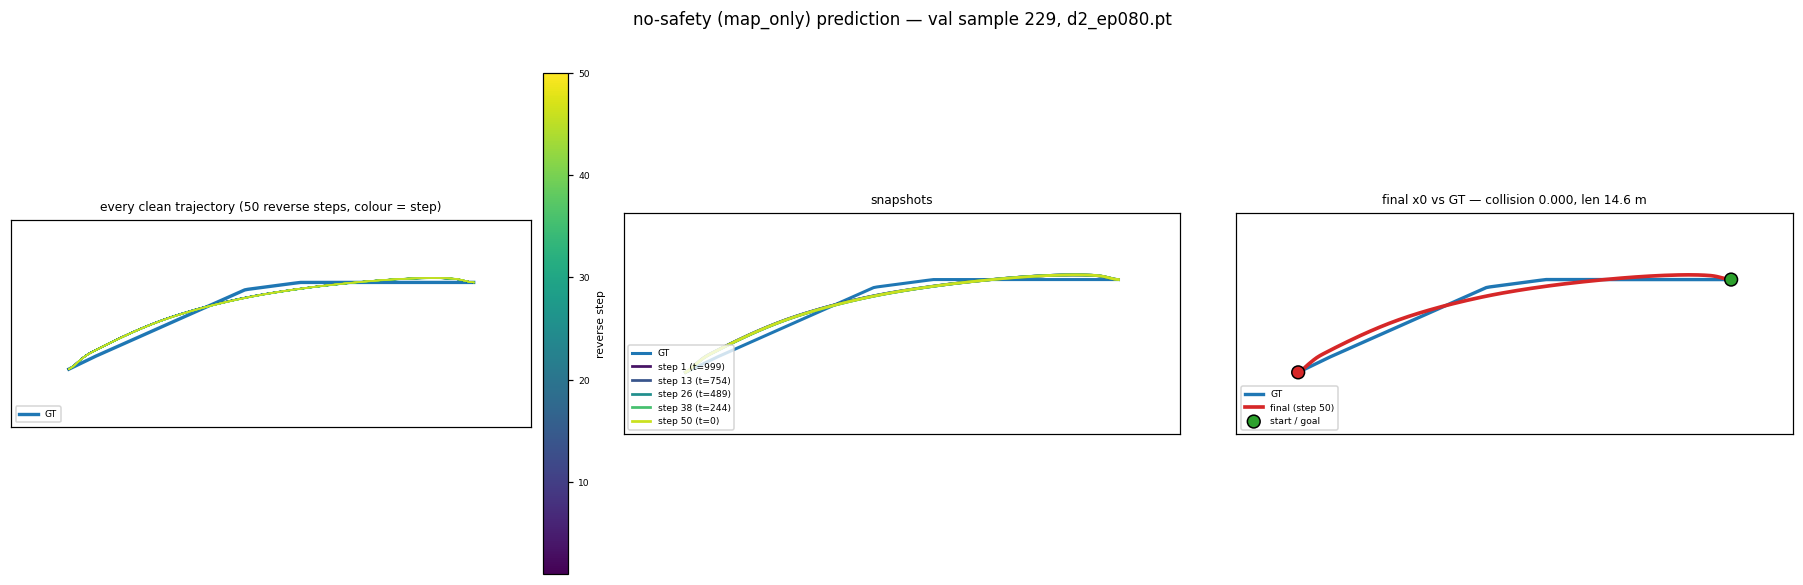 no-safety (map_only) prediction — val sample 229, d2_ep080.pt
every clean trajectory (50 reverse steps, colour = step)
GT
50
40
30
20
10
reverse step
snapshots
GT
step 1 (t=999)
step 13 (t=754)
step 26 (t=489)
step 38 (t=244)
step 50 (t=0)
final x0 vs GT — collision 0.000, len 14.6 m
GT
final (step 50)
start / goal